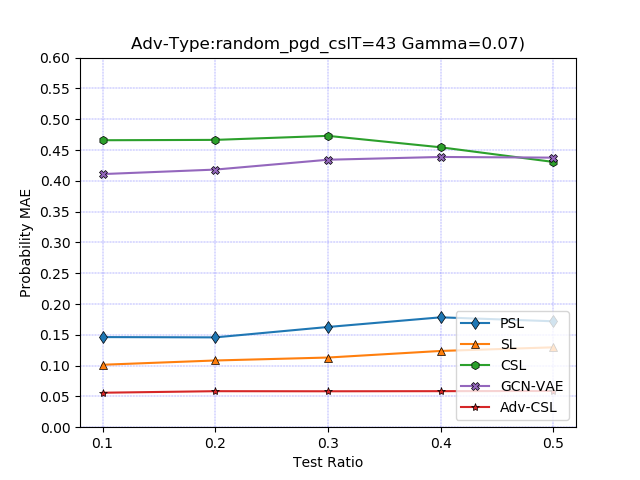 Adv-Type:random_pgd_cslT=43 Gamma=0.07)
Probability MAE
0.60
0.55
0.50
0.45
0.40
0.35
0.30
0.25
0.20
0.15
0.10
0.05
0.00
PSL
SL
CSL
GCN-VAE
Adv-CSL
0.1 0.2 0.3 0.4 0.5
Test Ratio